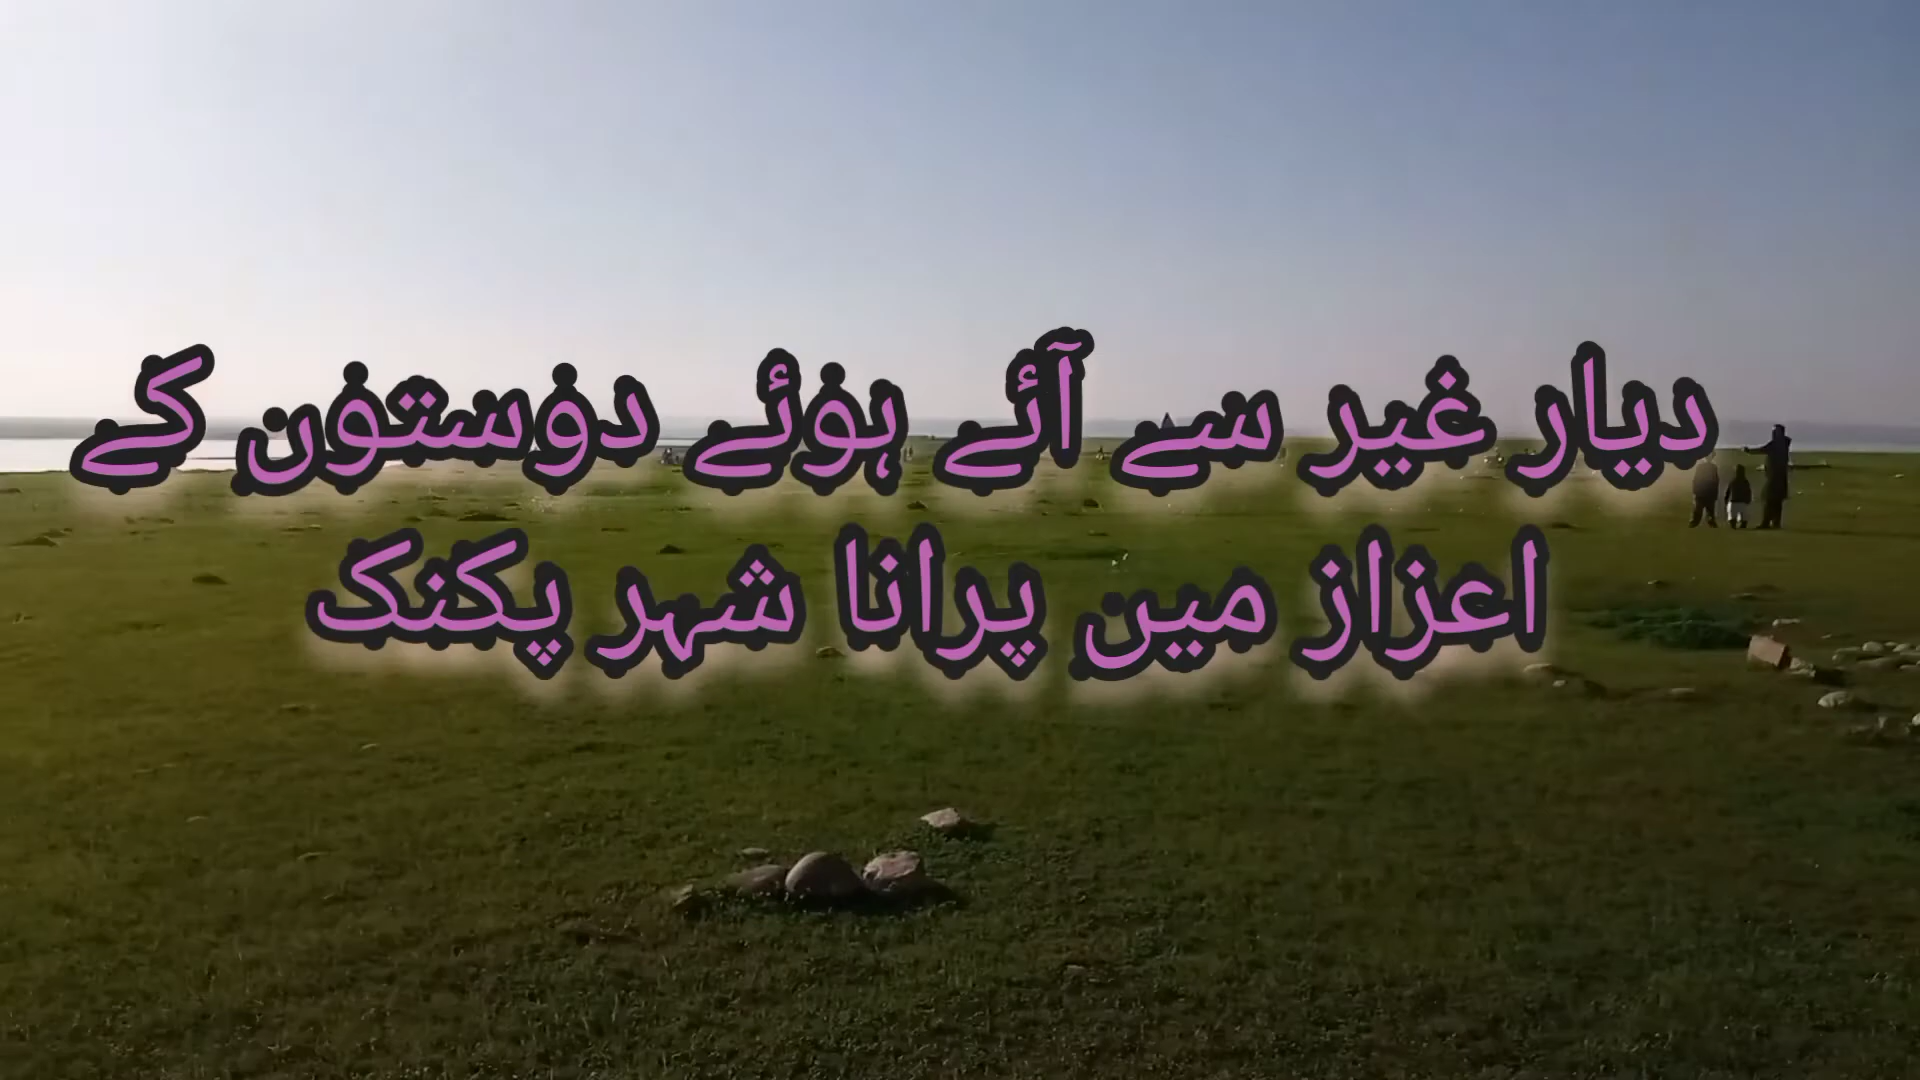 دیار غیر سے آئے ہوئے دوستون کے
اعزاز مین پرانا شہر پکنک